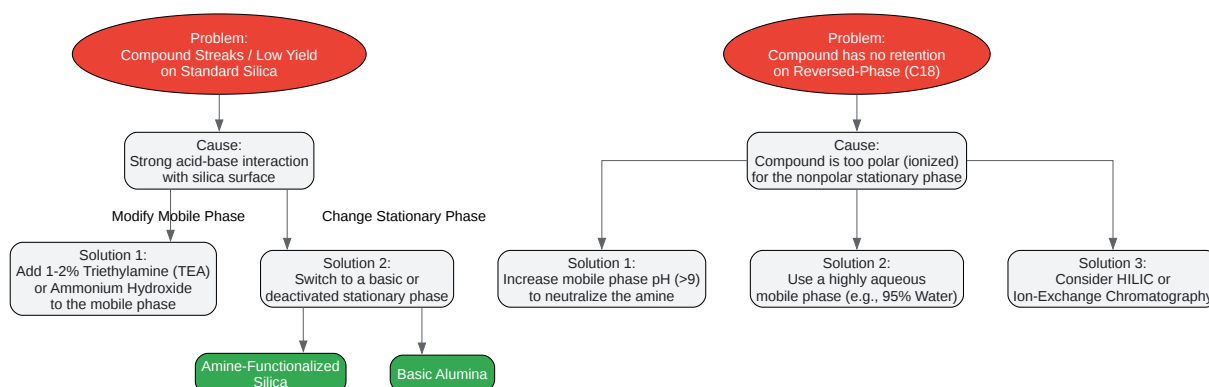 Problem:
Compound Streaks / Low Yield
on Standard Silica
Cause:
Strong acid-base interaction
with silica surface
Modify Mobile Phase
Change Stationary Phase
Solution 1:
Add 1-2% Triethylamine (TEA)
or Ammonium Hydroxide
to the mobile phase
Solution 2:
Switch to a basic or
deactivated stationary phase
Amine-Functionalized
Silica
Basic Alumina
Problem:
Compound has no retention
on Reversed-Phase (C18)
Cause:
Compound is too polar (ionized)
for the nonpolar stationary phase
Solution 1:
Increase mobile phase pH (>9)
to neutralize the amine
Solution 2:
Use a highly aqueous
mobile phase (e.g., 95% Water)
Solution 3:
Consider HILIC or
Ion-Exchange Chromatography